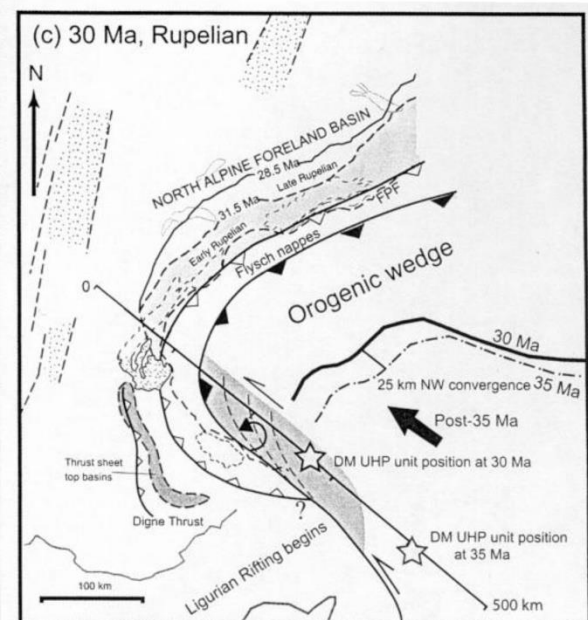 (c) 30 Ma, Rupelian
N
NORTH ALPINE FORELAND BASIN
28.5 Ma
Late Rupelian
31.5 Ma
Early Rupelian
FPF
Flysch nappes
0
Orogenic wedge
30 Ma
35 Ma
25 km NW convergence
Post-35 Ma
DM UHP unit position at 30 Ma
Thrust sheet
top basins
Digne Thrust
?
DM UHP unit position
at 35 Ma
Ligurian Rifting begins
100 km
500 km